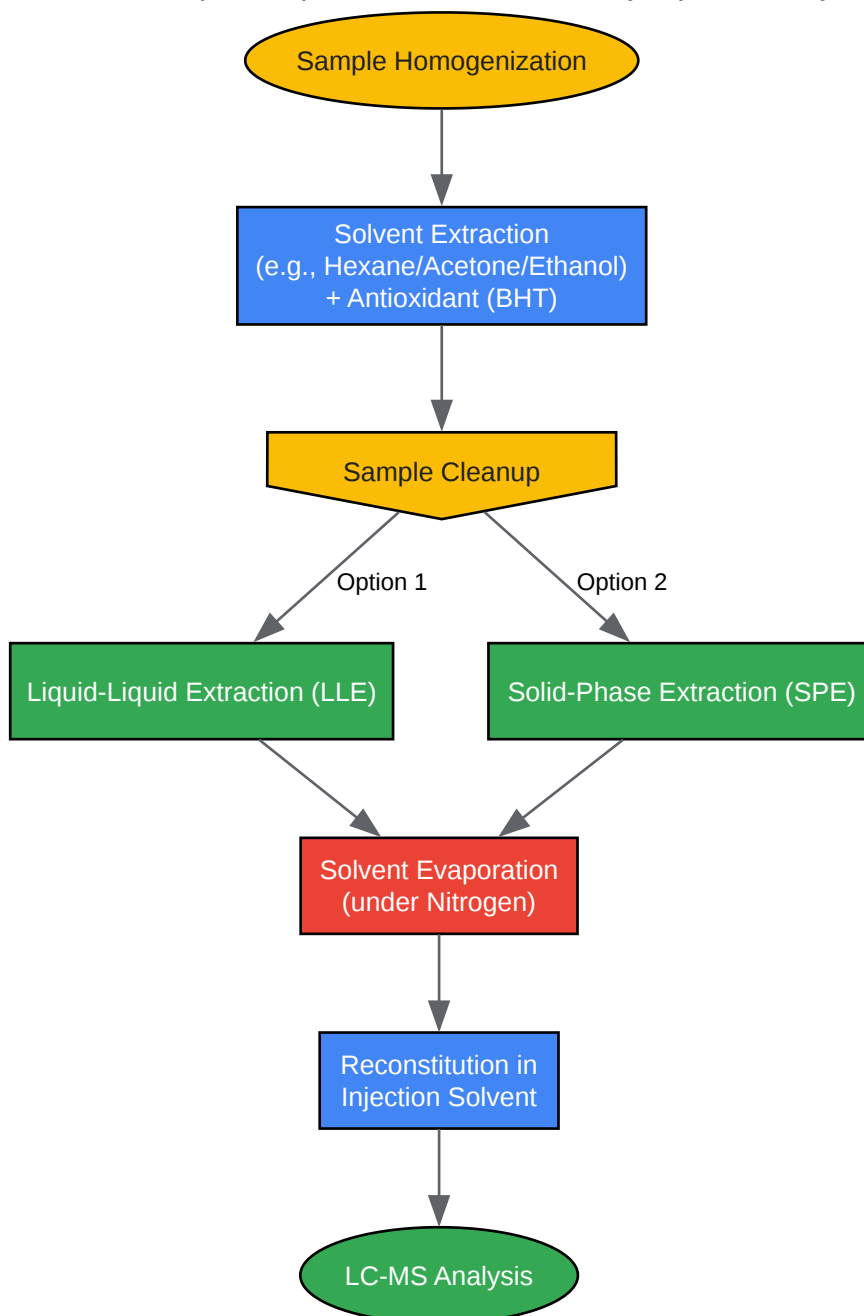 Sample Homogenization
Solvent Extraction
(e.g., Hexane/Acetone/Ethanol)
+ Antioxidant (BHT)
Sample Cleanup
Option 1
Option 2
Liquid-Liquid Extraction (LLE)
Solid-Phase Extraction (SPE)
Solvent Evaporation
(under Nitrogen)
Reconstitution in
Injection Solvent
LC-MS Analysis